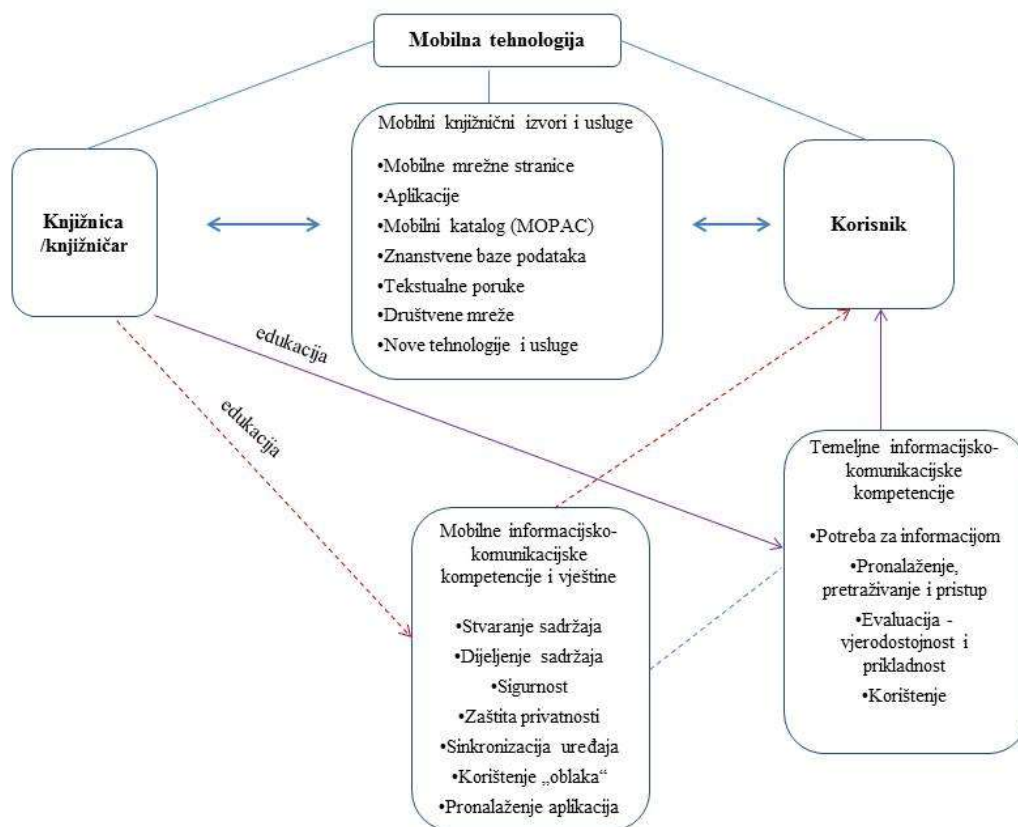 Mobilna tehnologija
Mobilni knjižnični izvori i usluge
•Mobilne mrežne stranice
•Aplikacije
•Mobilni katalog (MOPAC)
•Znanstvene baze podataka
•Tekstualne poruke
•Društvene mreže
•Nove tehnologije i usluge
Knjižnica
/knjižničar
Korisnik
edukacija
edukacija
Mobilne informacijsko-
komunikacijske
kompetencije i vještine
•Stvaranje sadržaja
•Dijeljenje sadržaja
•Sigurnost
•Zaštita privatnosti
•Sinkronizacija uređaja
•Korištenje „oblaka“
•Pronalaženje aplikacija
Temeljne informacijsko-
komunikacijske
kompetencije
•Potreba za informacijom
•Pronalaženje,
pretraživanje i pristup
•Evaluacija -
vjerodostojnost i
prikladnost
•Korištenje